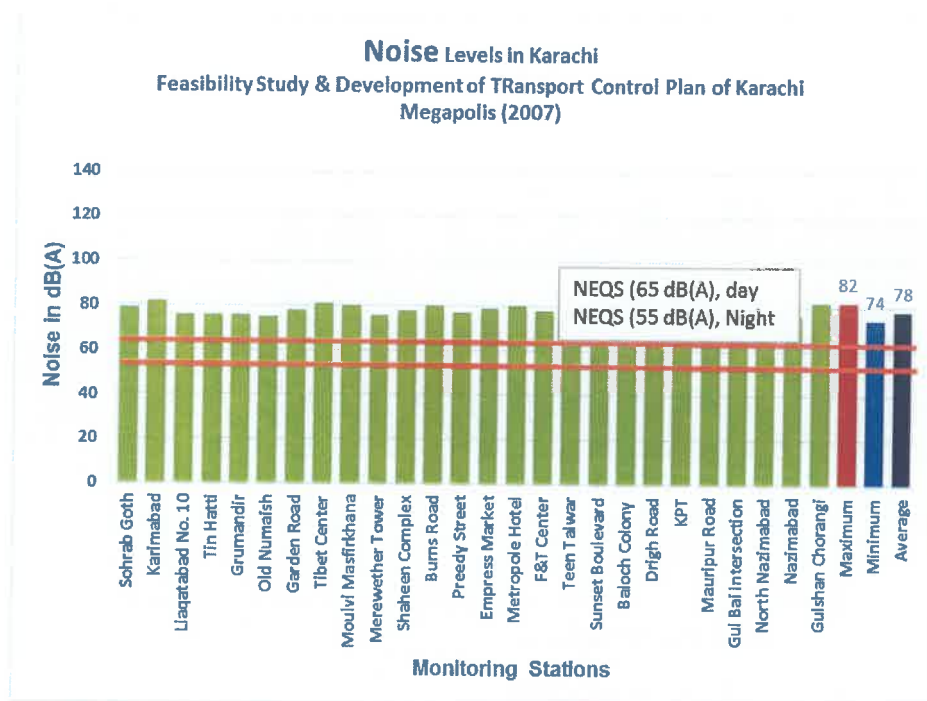 Noise Levels in Karachi
Feasibility Study & Development of TRansport Control Plan of Karachi
Megapolis (2007)
140
120
100
80
60
40
20
0
Noise in dB(A)
NEQS (65 dB(A), day
NEQS (55 dB(A), Night
82
74
78
Sohrab Goth
Karimabad
Liaqatabad No. 10
Tin Hatti
Grumandir
Old Numaish
Garden Road
Tibet Center
Moulvi Masfirkhana
Merewether Tower
Shaheen Complex
Burns Road
Preedy Street
Empress Market
Metropole Hotel
F&T Center
Teen Talwar
Sunset Boulevard
Baloch Colony
Drigh Road
KPT
Mauripur Road
Gul Bai Intersection
North Nazimabad
Nazimabad
Gulshan Chorangi
Maximum
Minimum
Average
Monitoring Stations